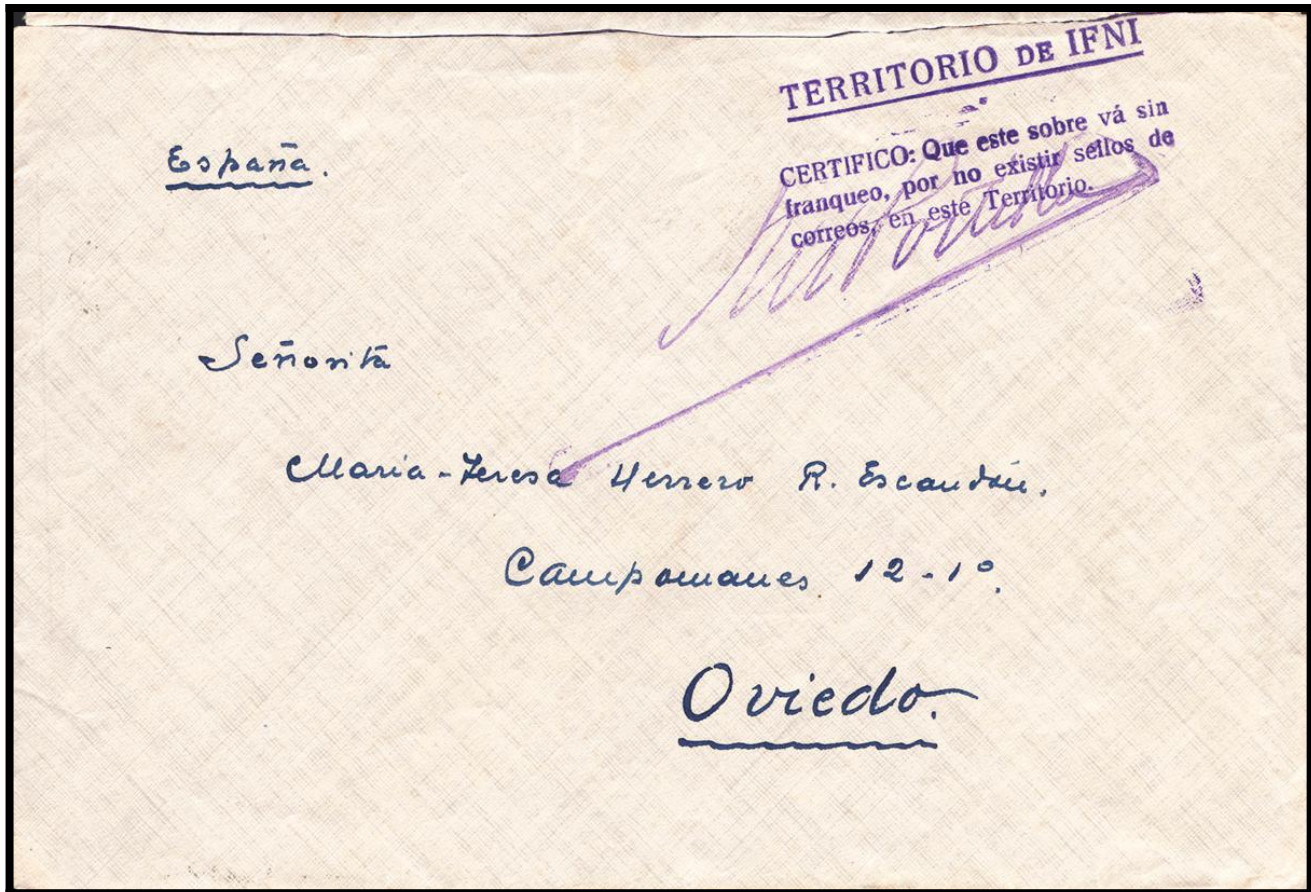 TERRITORIO DE IFNI
CERTIFICO: Que este sobre vá sin
franqueo, por no existir sellos de
correos, en este Territorio.
España.
Señorita
Maria-Teresa Herrero R. Escandón.
Campomanes 12-1º.
Oviedo.